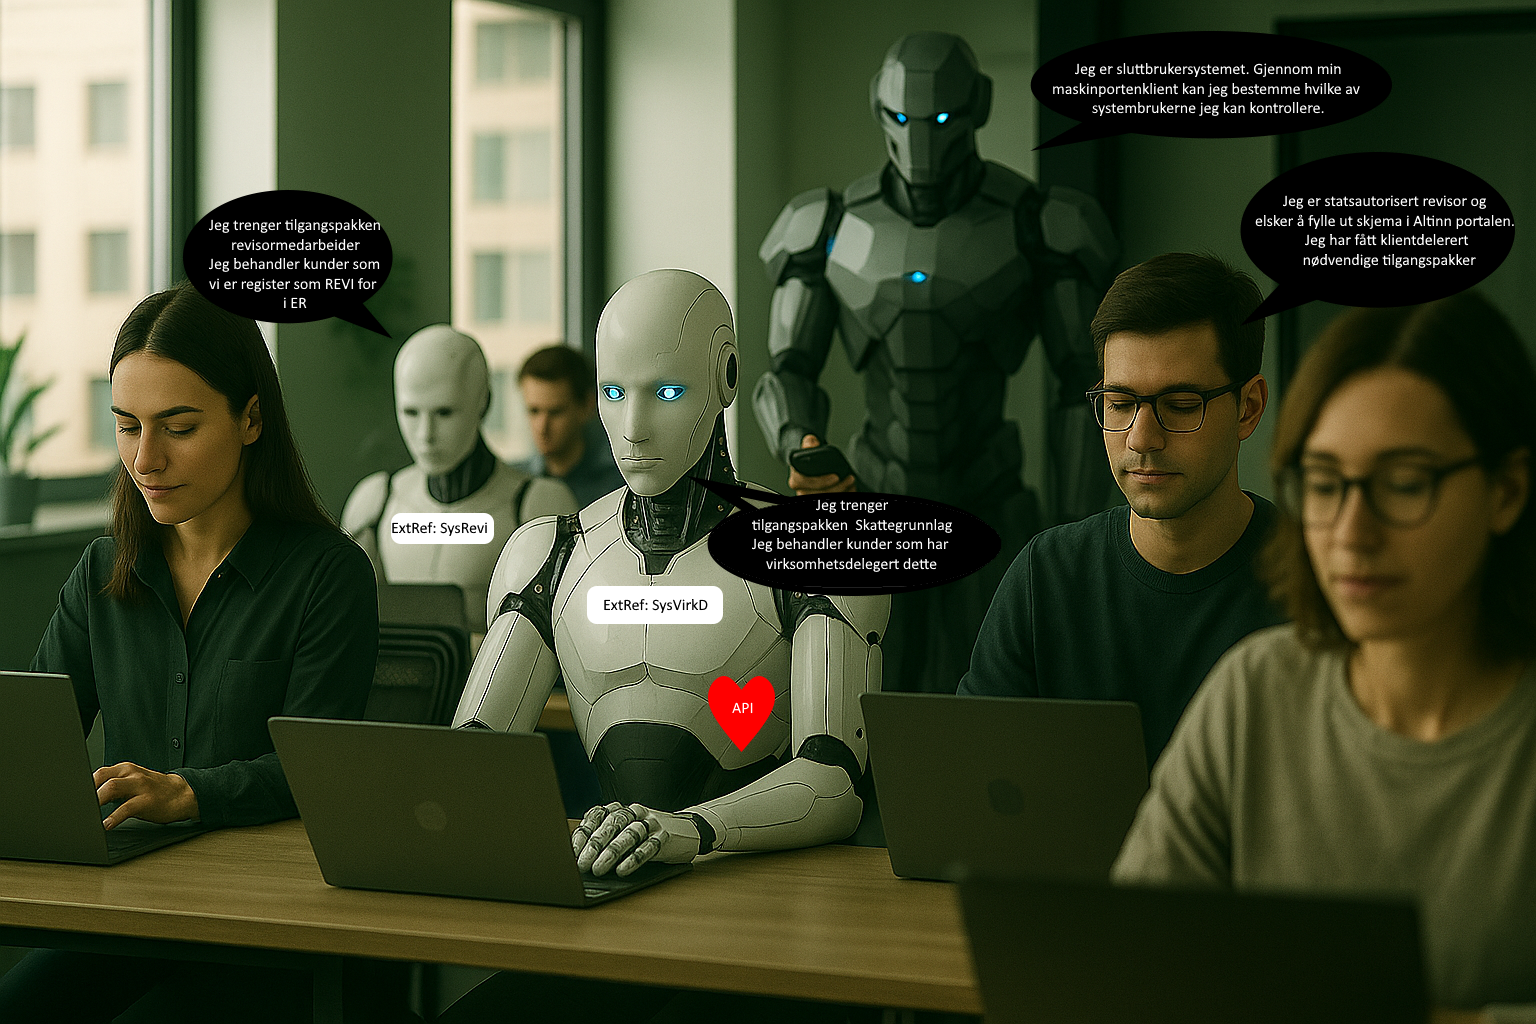 Jeg er sluttbrukersystemet. Gjennom min
maskinportenklient kan jeg bestemme hvilke av
systembrukerne jeg kan kontrollere.
Jeg er statsautorisert revisor og
elsker å fylle ut skjema i Altinn portalen.
Jeg har fått klientdelerert
nødvendige tilgangspakker
Jeg trenger tilgangspakken
revisormedarbeider
Jeg behandler kunder som
vi er register som REVI for
i ER
Jeg trenger
tilgangspakken Skattegrunnlag
Jeg behandler kunder som har
virksomhetsdelegert dette
ExtRef: SysRevi
ExtRef: SysVirkD
API